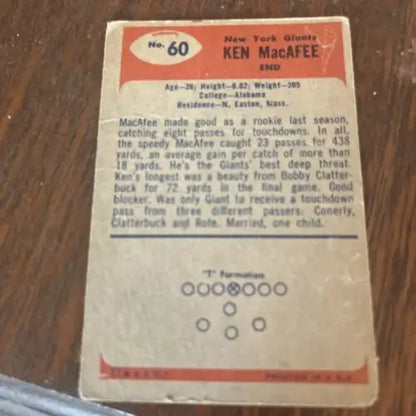 No. 60
New York Giants
KEN MacAFEE
END
Age—26; Height—6.02; Weight—205
College—Alabama
Residence—N. Easton, Mass.
MacAfee made good as a rookie last season,
catching eight passes for touchdowns. In all,
the speedy MacAfee caught 23 passes for 438
yards, an average gain per catch of more than
18 yards. He's the Giants' best deep threat.
Ken's longest was a beauty from Bobby Clatter-
buck for 72 yards in the final game. Good
blocker. Was only Giant to receive a touchdown
pass from three different passers: Conerly,
Clatterbuck and Rote. Married, one child.
"T" Formation